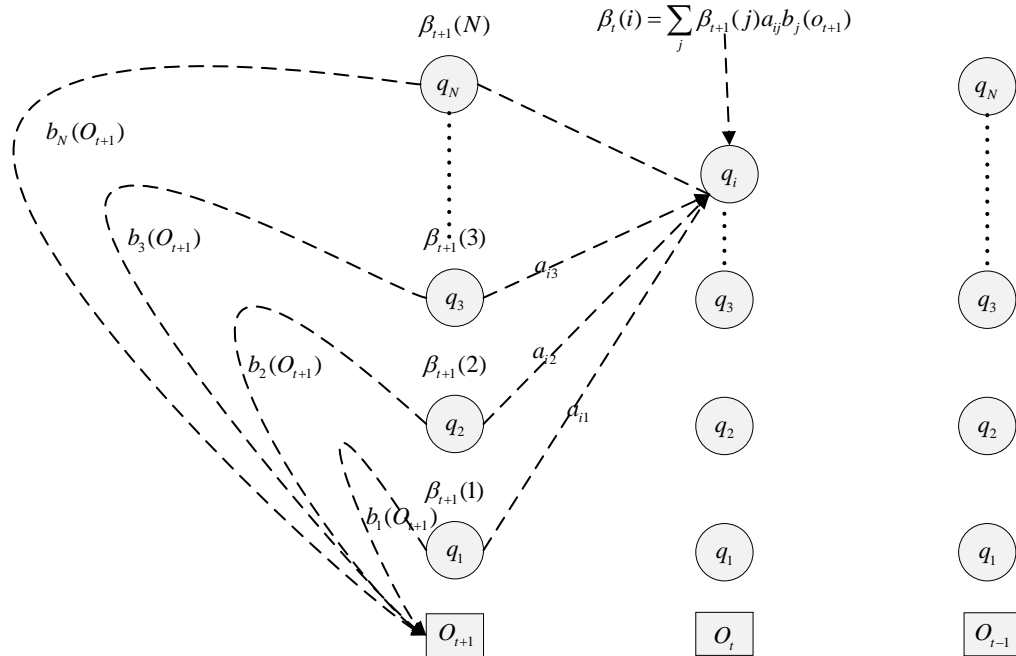 β_{t+1}(N)
β_t(i) = ∑_j β_{t+1}(j)a_{ij}b_j(o_{t+1})
q_N
q_N
b_N(O_{t+1})
q_i
b_3(O_{t+1})
β_{t+1}(3)
a_{i3}
q_3
q_3
q_3
b_2(O_{t+1})
β_{t+1}(2)
a_{i2}
a_{i1}
q_2
q_2
q_2
β_{t+1}(1)
b_1(O_{t+1})
q_1
q_1
q_1
O_{t+1}
O_t
O_{t−1}